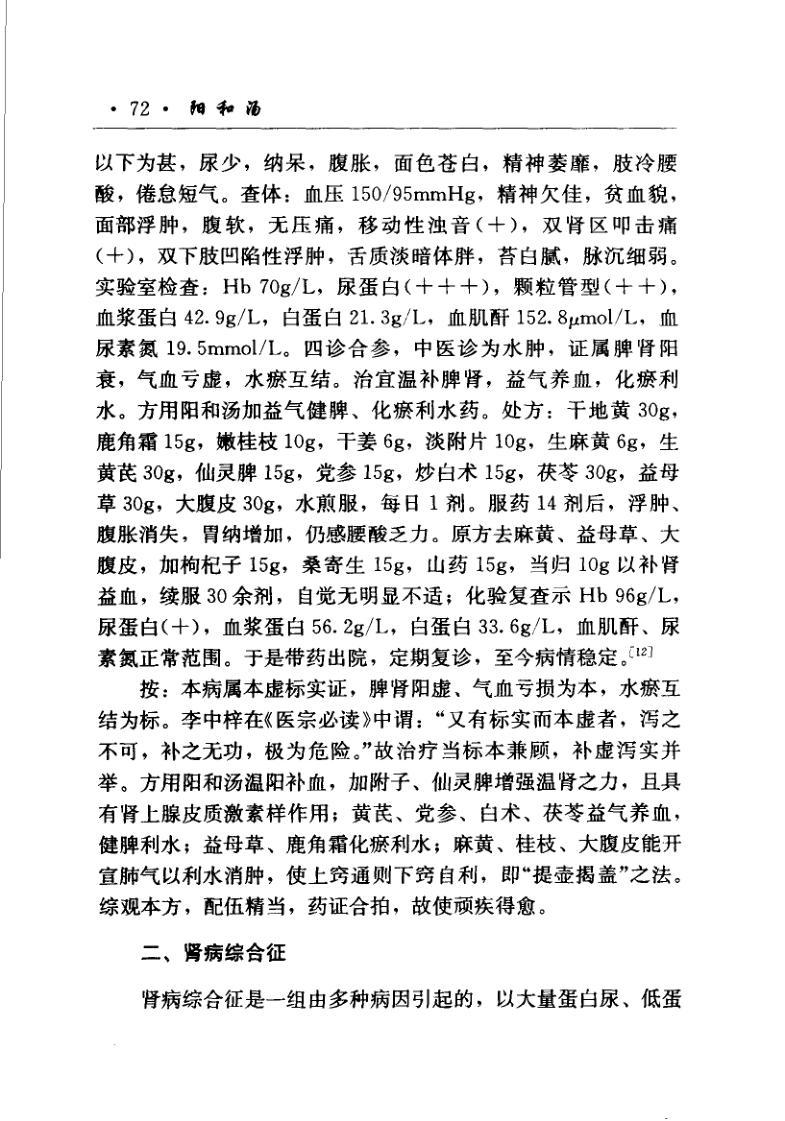 · 72 · 阳和汤
以下为甚，尿少，纳呆，腹胀，面色苍白，精神萎靡，肢冷腰
酸，倦怠短气。查体：血压 150/95mmHg，精神欠佳，贫血貌，
面部浮肿，腹软，无压痛，移动性浊音(＋)，双肾区叩击痛
(＋)，双下肢凹陷性浮肿，舌质淡暗体胖，苔白腻，脉沉细弱。
实验室检查：Hb 70g/L，尿蛋白(＋＋＋)，颗粒管型(＋＋)，
血浆蛋白 42.9g/L，白蛋白 21.3g/L，血肌酐 152.8μmol/L，血
尿素氮 19.5mmol/L。四诊合参，中医诊为水肿，证属脾肾阳
衰，气血亏虚，水瘀互结。治宜温补脾肾，益气养血，化瘀利
水。方用阳和汤加益气健脾、化瘀利水药。处方：干地黄 30g，
鹿角霜 15g，嫩桂枝 10g，干姜 6g，淡附片 10g，生麻黄 6g，生
黄芪 30g，仙灵脾 15g，党参 15g，炒白术 15g，茯苓 30g，益母
草 30g，大腹皮 30g，水煎服，每日 1 剂。服药 14 剂后，浮肿、
腹胀消失，胃纳增加，仍感腰酸乏力。原方去麻黄、益母草、大
腹皮，加枸杞子 15g，桑寄生 15g，山药 15g，当归 10g 以补肾
益血，续服 30 余剂，自觉无明显不适；化验复查示 Hb 96g/L，
尿蛋白(＋)，血浆蛋白 56.2g/L，白蛋白 33.6g/L，血肌酐、尿
素氮正常范围。于是带药出院，定期复诊，至今病情稳定。[12]
按：本病属本虚标实证，脾肾阳虚、气血亏损为本，水瘀互
结为标。李中梓在《医宗必读》中谓：“又有标实而本虚者，泻之
不可，补之无功，极为危险。”故治疗当标本兼顾，补虚泻实并
举。方用阳和汤温阳补血，加附子、仙灵脾增强温肾之力，且具
有肾上腺皮质激素样作用；黄芪、党参、白术、茯苓益气养血，
健脾利水；益母草、鹿角霜化瘀利水；麻黄、桂枝、大腹皮能开
宣肺气以利水消肿，使上窍通则下窍自利，即“提壶揭盖”之法。
综观本方，配伍精当，药证合拍，故使顽疾得愈。
二、肾病综合征
肾病综合征是一组由多种病因引起的，以大量蛋白尿、低蛋